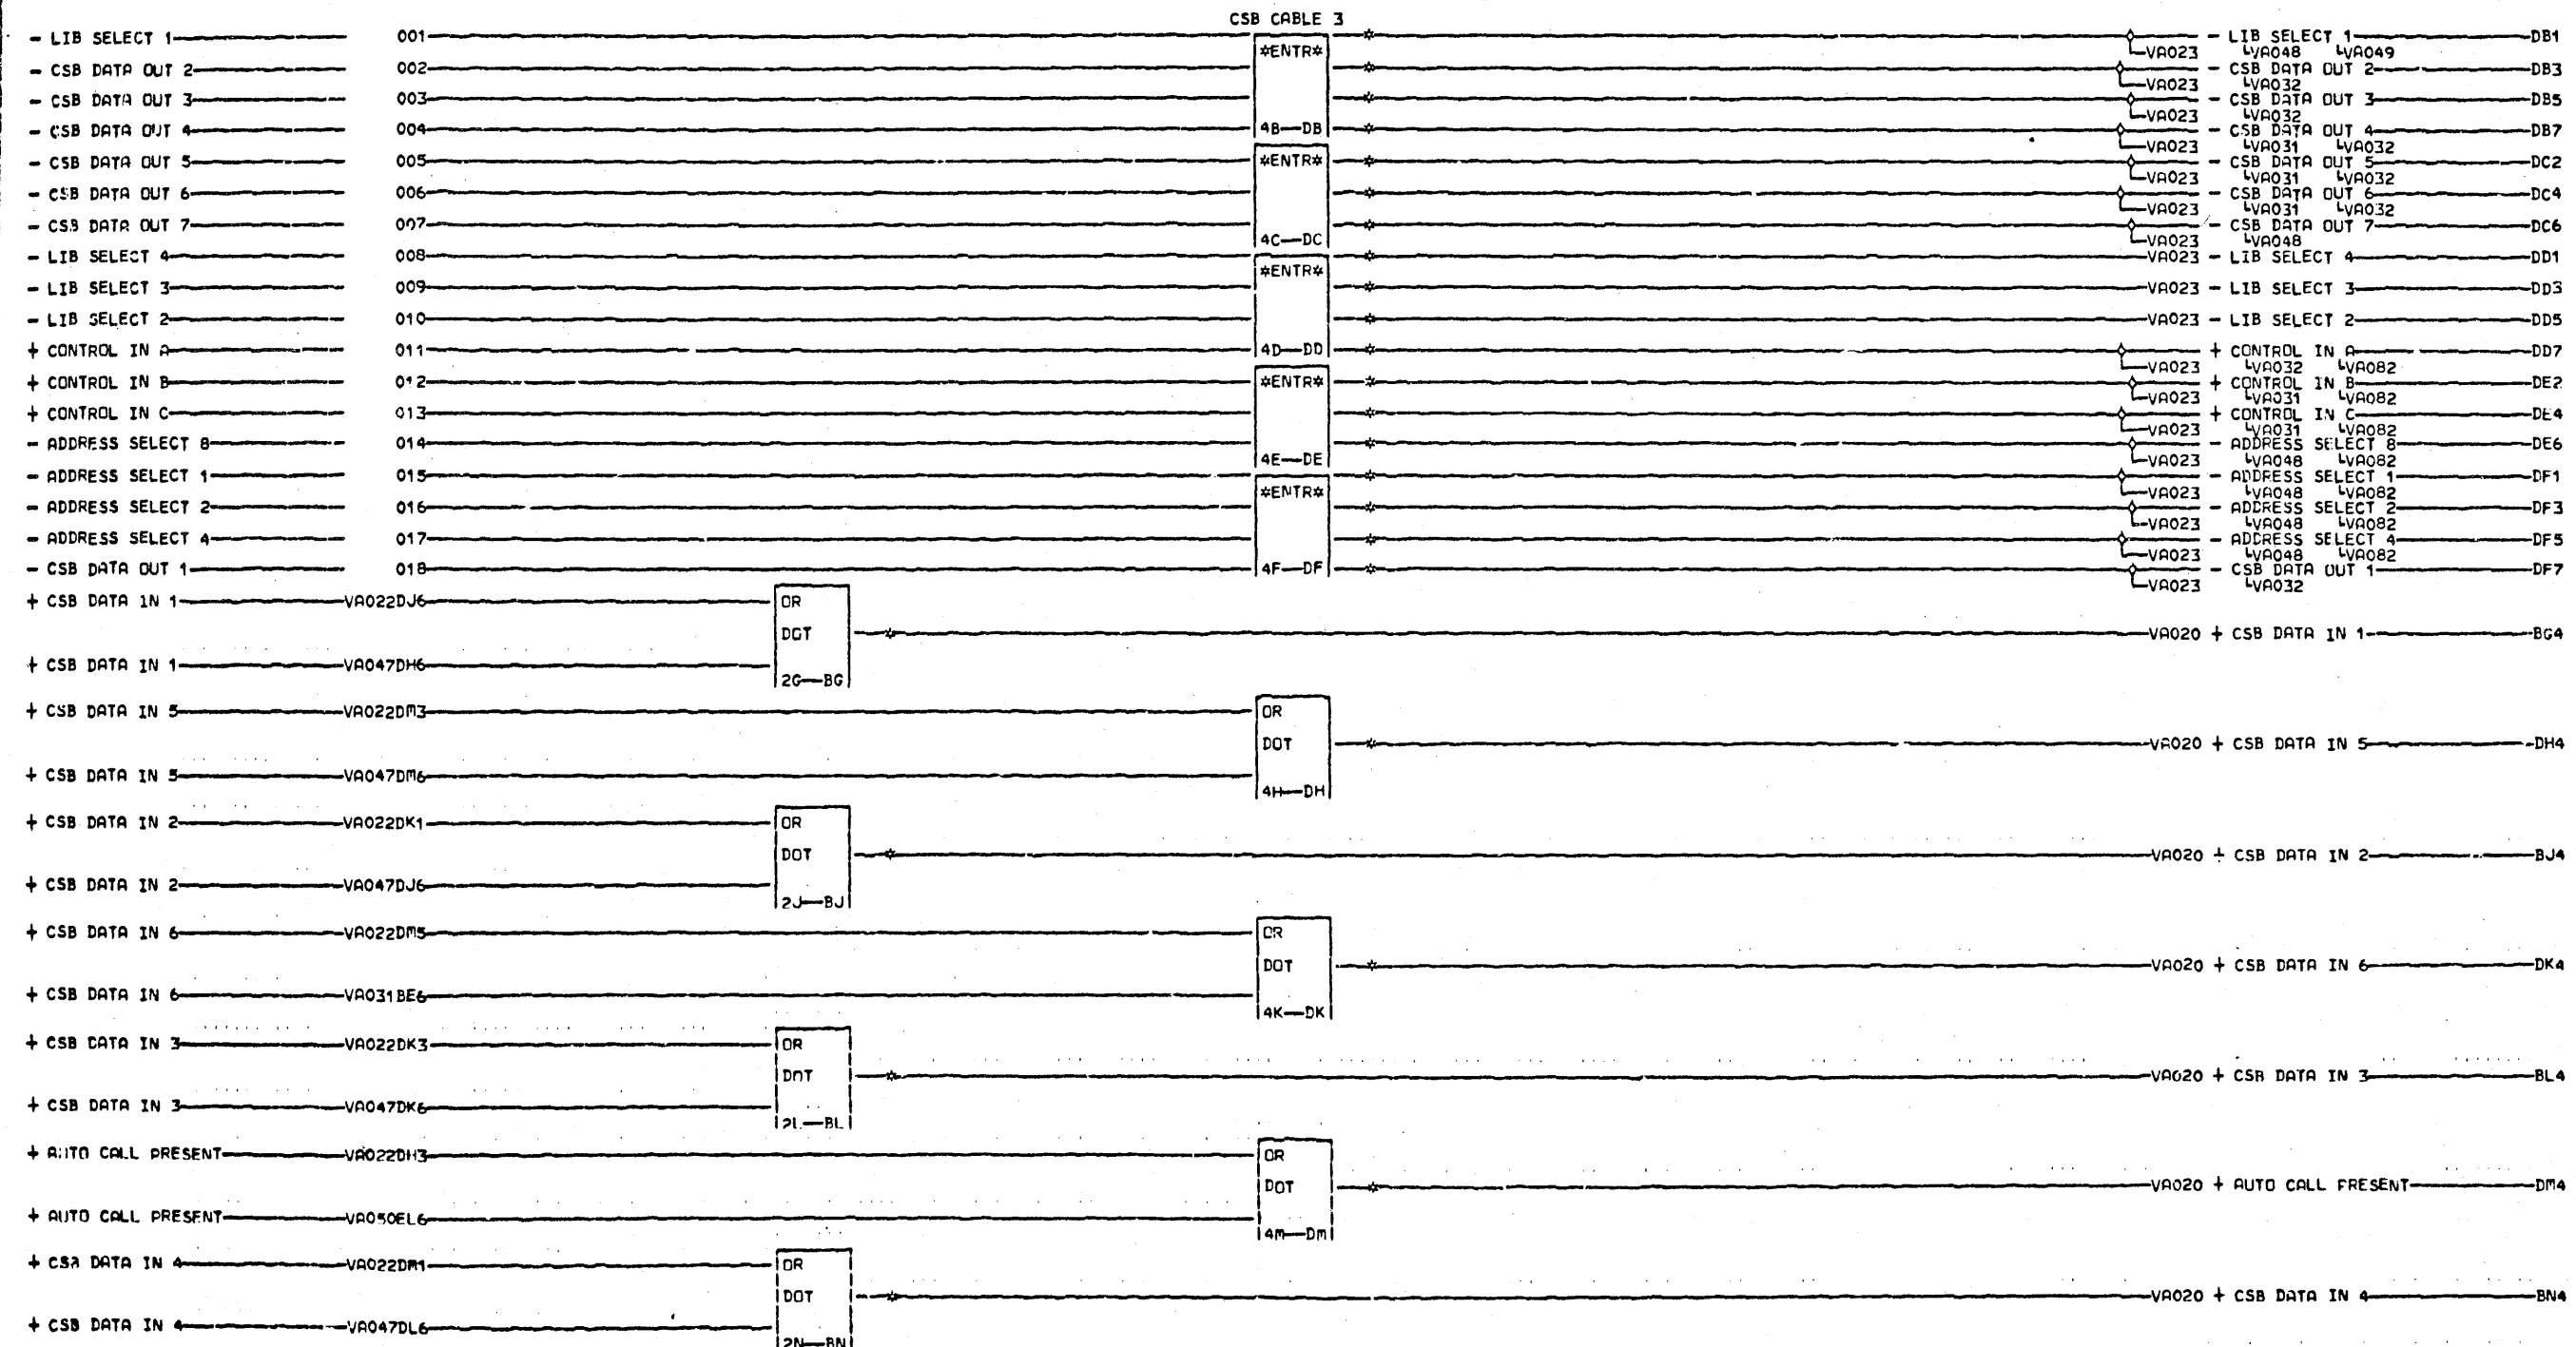 CSB CABLE 3
- LIB SELECT 1 001 *ENTR* - LIB SELECT 1 DB1
VA023 VA048 VA049
- CSB DATA OUT 2 002 - CSB DATA OUT 2 DB3
VA023 VA032
- CSB DATA OUT 3 003 - CSB DATA OUT 3 DB5
VA023 VA032
- CSB DATA OUT 4 004 4B DB - CSB DATA OUT 4 DB7
VA023 VA031 VA032
- CSB DATA OUT 5 005 *ENTR* - CSB DATA OUT 5 DC2
VA023 VA031 VA032
- CSB DATA OUT 6 006 - CSB DATA OUT 6 DC4
VA023 VA031 VA032
- CSB DATA OUT 7 007 4C DC - CSB DATA OUT 7 DC6
VA023 VA048
- LIB SELECT 4 008 *ENTR* VA023 - LIB SELECT 4 DD1
- LIB SELECT 3 009 VA023 - LIB SELECT 3 DD3
- LIB SELECT 2 010 VA023 - LIB SELECT 2 DD5
+ CONTROL IN A 011 4D DD + CONTROL IN A DD7
VA023 VA032 VA082
+ CONTROL IN B 012 *ENTR* + CONTROL IN B DE2
VA023 VA031 VA082
+ CONTROL IN C 013 + CONTROL IN C DE4
VA023 VA031 VA082
- ADDRESS SELECT 8 014 4E DE - ADDRESS SELECT 8 DE6
VA023 VA048 VA082
- ADDRESS SELECT 1 015 *ENTR* - ADDRESS SELECT 1 DF1
VA023 VA048 VA082
- ADDRESS SELECT 2 016 - ADDRESS SELECT 2 DF3
VA023 VA048 VA082
- ADDRESS SELECT 4 017 - ADDRESS SELECT 4 DF5
VA023 VA048 VA082
- CSB DATA OUT 1 018 4F DF - CSB DATA OUT 1 DF7
VA023 VA032
+ CSB DATA IN 1 VA022DJ6 OR
DOT VA020 + CSB DATA IN 1 BG4
+ CSB DATA IN 1 VA047DH6
2G BG
+ CSB DATA IN 5 VA022DM3 OR
DOT VA020 + CSB DATA IN 5 DH4
+ CSB DATA IN 5 VA047DM6
4H DH
+ CSB DATA IN 2 VA022DK1 OR
DOT VA020 + CSB DATA IN 2 BJ4
+ CSB DATA IN 2 VA047DJ6
2J BJ
+ CSB DATA IN 6 VA022DM5 OR
DOT VA020 + CSB DATA IN 6 DK4
+ CSB DATA IN 6 VA031BE6
4K DK
+ CSB DATA IN 3 VA022DK3 OR
DOT VA020 + CSB DATA IN 3 BL4
+ CSB DATA IN 3 VA047DK6
2L BL
+ AUTO CALL PRESENT VA022DH3 OR
DOT VA020 + AUTO CALL PRESENT DM4
+ AUTO CALL PRESENT VA050EL6
4M DM
+ CSB DATA IN 4 VA022DM1 OR
DOT VA020 + CSB DATA IN 4 BN4
+ CSB DATA IN 4 VA047DL6
2N BN